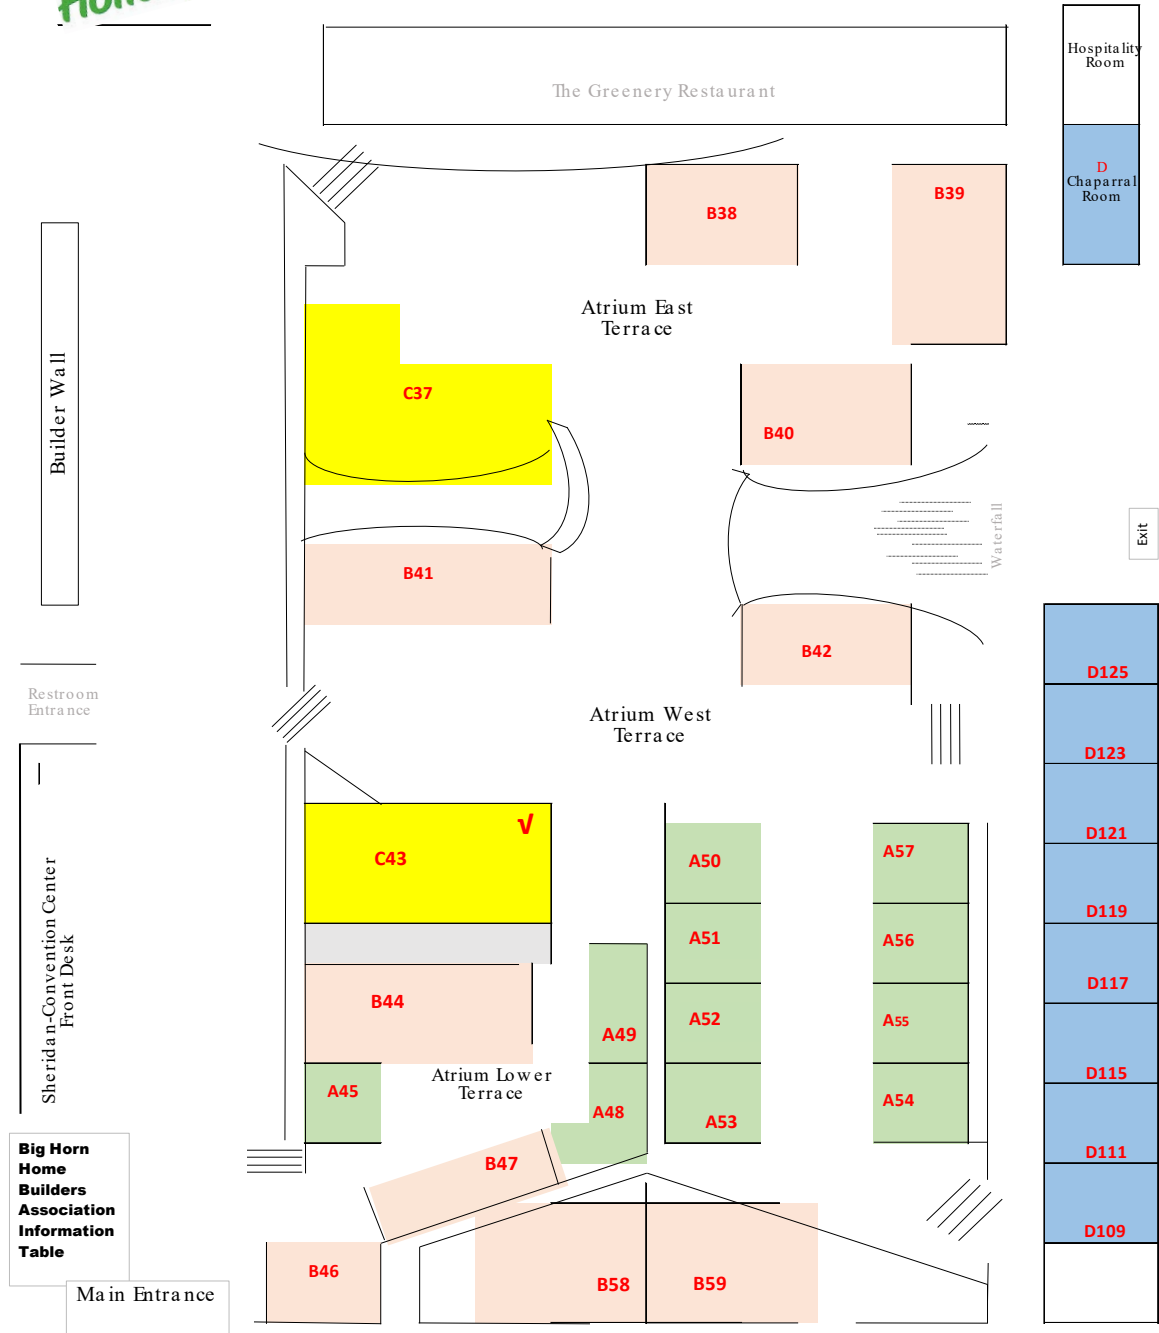 The Greenery Restaurant
Hospitality
Room
D
Chaparral
Room
B38
B39
Atrium East
Terrace
Builder Wall
C37
B40
Waterfall
Exit
B41
B42
D125
Restroom
Entrance
Atrium West
Terrace
D123
√
D121
C43
A50
A57
Sheridan-Convention Center
Front Desk
D119
A51
A56
B44
D117
A49
A52
A55
Atrium Lower
Terrace
D115
A45
A48
A53
A54
D111
B47
Big Horn
Home
Builders
Association
Information
Table
D109
B46
B58
B59
Main Entrance